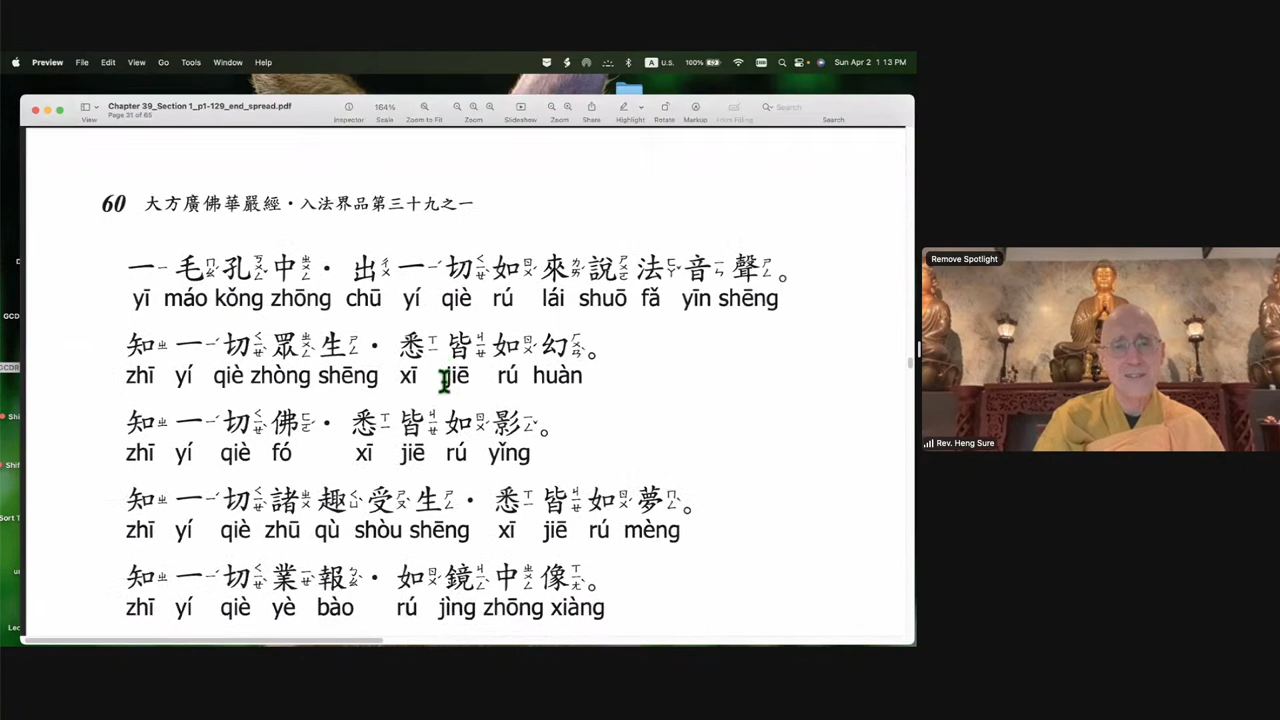 Preview File Edit View Go Tools Window Help
A U.S. 100% Sun Apr 2 1 13 PM
Chapter 39_Section 1_p1-129_end_spread.pdf
Page 31 of 65
164%
Search
View Inspector Scale Zoom to Fit Zoom Slideshow Zoom Share Highlight Rotate Markup Form Filling Search
60 大方廣佛華嚴經・入法界品第三十九之一
一毛孔中・出一切如來說法音聲。
yī máo kǒng zhōng chū yí qiè rú lái shuō fǎ yīn shēng
知一切眾生・悉皆如幻。
zhī yí qiè zhòng shēng xī jiē rú huàn
知一切佛・悉皆如影。
zhī yí qiè fó xī jiē rú yǐng
知一切諸趣受生・悉皆如夢。
zhī yí qiè zhū qù shòu shēng xī jiē rú mèng
知一切業報・如鏡中像。
zhī yí qiè yè bào rú jìng zhōng xiàng
Remove Spotlight
Rev. Heng Sure